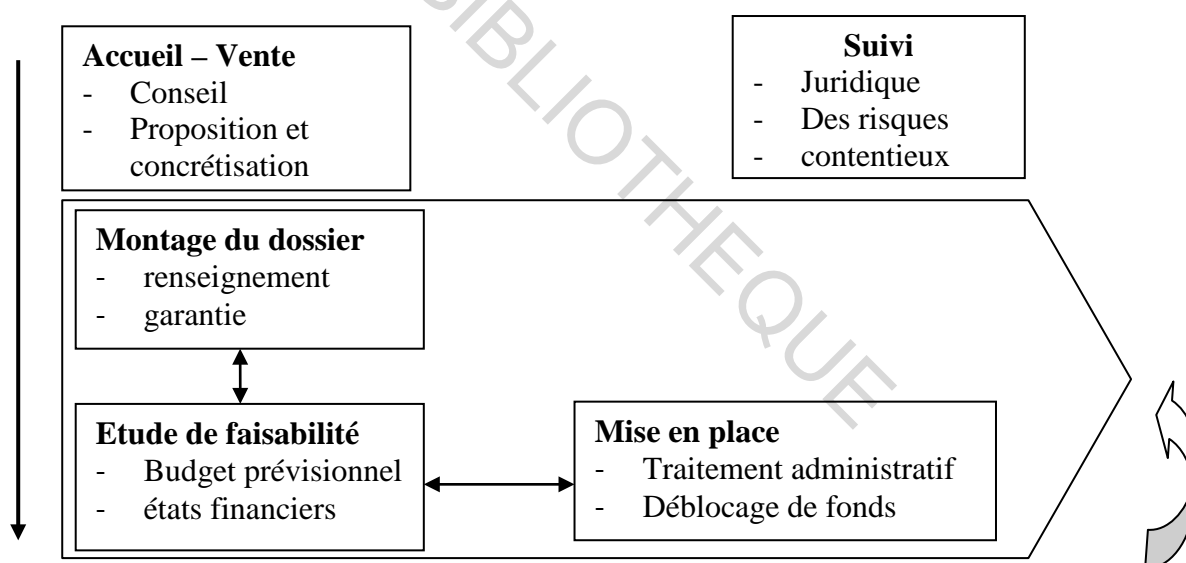 Accueil – Vente
- Conseil
- Proposition et
concrétisation
Suivi
- Juridique
- Des risques
- contentieux
Montage du dossier
- renseignement
- garantie
Etude de faisabilité
- Budget prévisionnel
- états financiers
Mise en place
- Traitement administratif
- Déblocage de fonds
BIBLIOTHEQUE